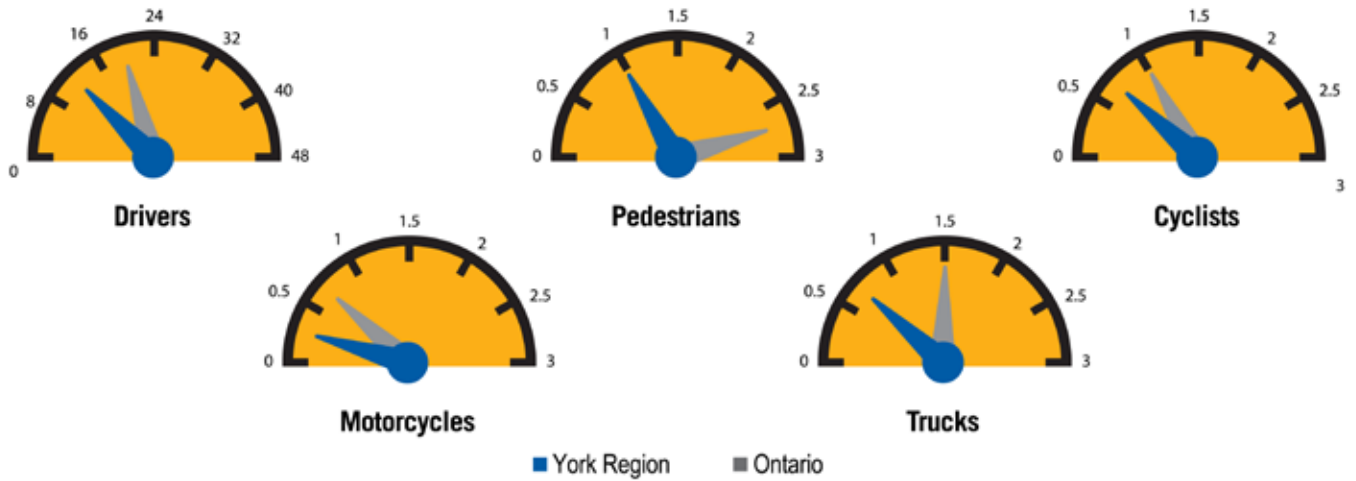 0 8 16 24 32 40 48
Drivers
0 0.5 1 1.5 2 2.5 3
Pedestrians
0 0.5 1 1.5 2 2.5 3
Cyclists
0 0.5 1 1.5 2 2.5 3
Motorcycles
0 0.5 1 1.5 2 2.5 3
Trucks
York Region Ontario